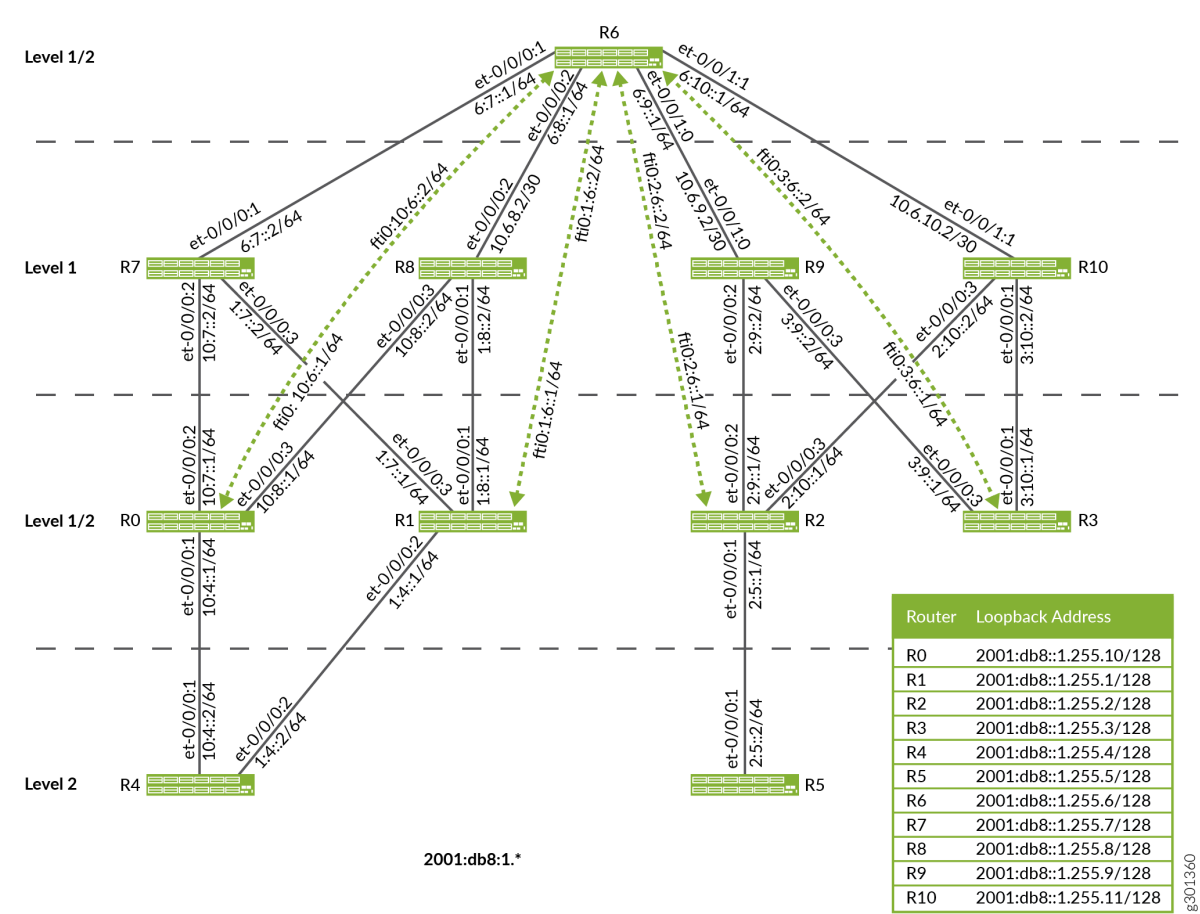 R6
Level 1/2
et-0/0/0:1
6:7::1/64
et-0/0/0:2
6:8::1/64
et-0/0/1:0
6:9::1/64
et-0/0/1:1
6:10::1/64
fti0:10:6::2/64
fti0:1:6::2/64
fti0:2:6::2/64
fti0:3:6::2/64
et-0/0/0:1
6:7::2/64
et-0/0/0:2
10.6.8.2/30
et-0/0/1:0
10.6.9.2/30
et-0/0/1:1
10.6.10.2/30
Level 1
R7
R8
R9
R10
et-0/0/0:2
10:7::2/64
et-0/0/0:3
1:7::2/64
et-0/0/0:3
10:8::2/64
et-0/0/0:1
1:8::2/64
et-0/0/0:2
2:9::2/64
et-0/0/0:3
3:9::2/64
et-0/0/0:3
2:10::2/64
et-0/0/0:1
3:10::2/64
fti0: 10:6::1/64
fti0:1:6::1/64
fti0:2:6::1/64
fti0:3:6::1/64
et-0/0/0:2
10:7::1/64
et-0/0/0:3
10:8::1/64
et-0/0/0:3
1:7::1/64
et-0/0/0:1
1:8::1/64
et-0/0/0:2
2:9::1/64
et-0/0/0:3
2:10::1/64
et-0/0/0:3
3:9::1/64
et-0/0/0:1
3:10::1/64
Level 1/2
R0
R1
R2
R3
et-0/0/0:1
10:4::1/64
et-0/0/0:2
1:4::1/64
et-0/0/0:1
2:5::1/64
et-0/0/0:1
10:4::2/64
et-0/0/0:2
1:4::2/64
et-0/0/0:1
2:5::2/64
Level 2
R4
R5
2001:db8:1.*
Router Loopback Address
R0 2001:db8::1.255.10/128
R1 2001:db8::1.255.1/128
R2 2001:db8::1.255.2/128
R3 2001:db8::1.255.3/128
R4 2001:db8::1.255.4/128
R5 2001:db8::1.255.5/128
R6 2001:db8::1.255.6/128
R7 2001:db8::1.255.7/128
R8 2001:db8::1.255.8/128
R9 2001:db8::1.255.9/128
R10 2001:db8::1.255.11/128
g301360